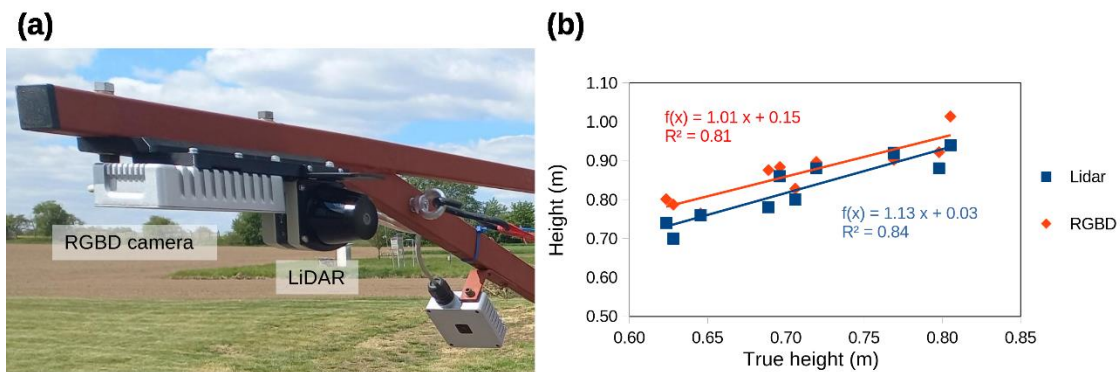 (a)
RGBD camera
LiDAR
(b)
Height (m)
1.10
1.00
0.90
0.80
0.70
0.60
0.50
f(x) = 1.01 x + 0.15
R² = 0.81
f(x) = 1.13 x + 0.03
R² = 0.84
0.60
0.65
0.70
0.75
0.80
0.85
True height (m)
Lidar
RGBD